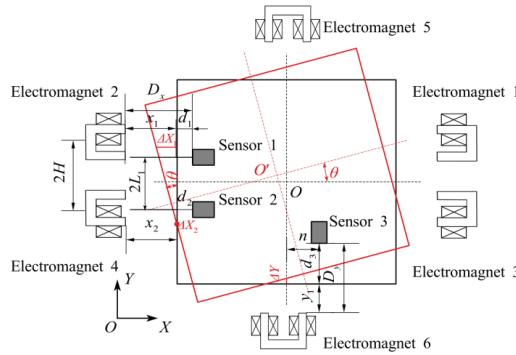 Electromagnet 5
Electromagnet 2
Electromagnet 1
D_x
x_1
d_1
ΔX_1
Sensor 1
2H
2L_1
θ
O'
θ
O
d_2
Sensor 2
Sensor 3
x_2
ΔX_2
n
d_3
D_y
Electromagnet 4
Electromagnet 3
ΔY
y_1
Y
O
X
Electromagnet 6